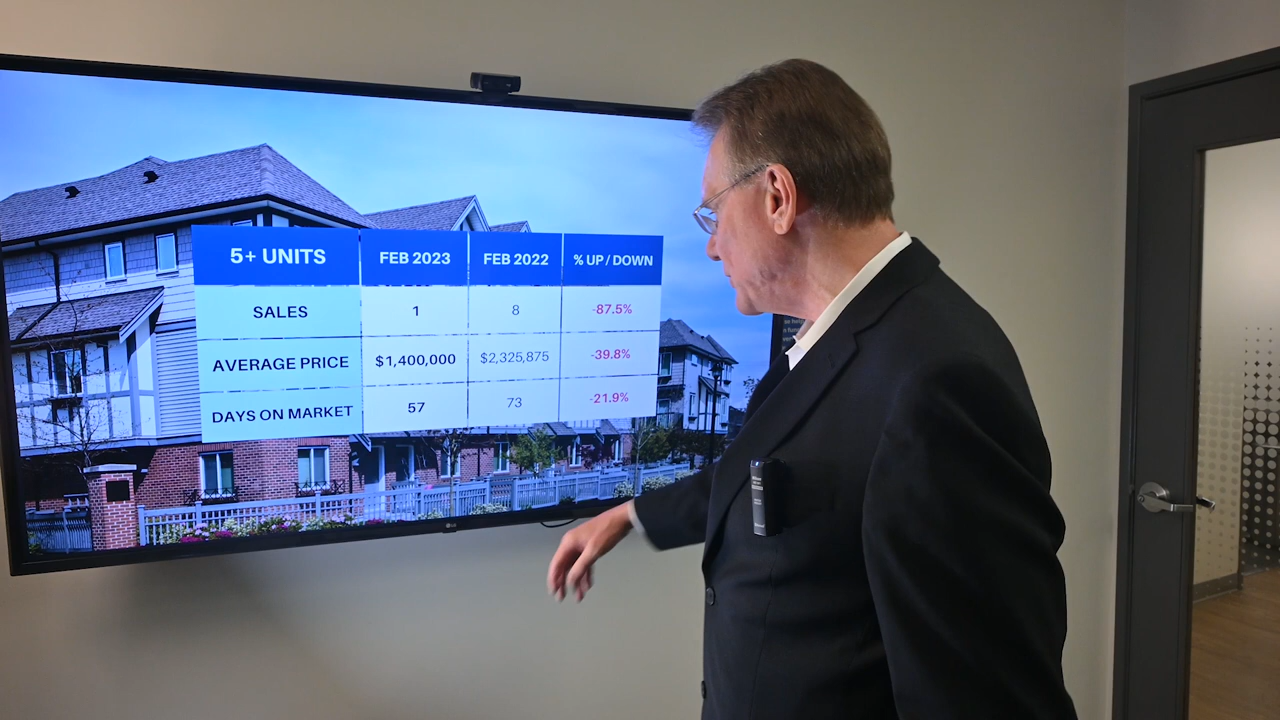 5+ UNITS FEB 2023 FEB 2022 % UP / DOWN
SALES 1 8 -87.5%
AVERAGE PRICE $1,400,000 $2,325,875 -39.8%
DAYS ON MARKET 57 73 -21.9%
LG